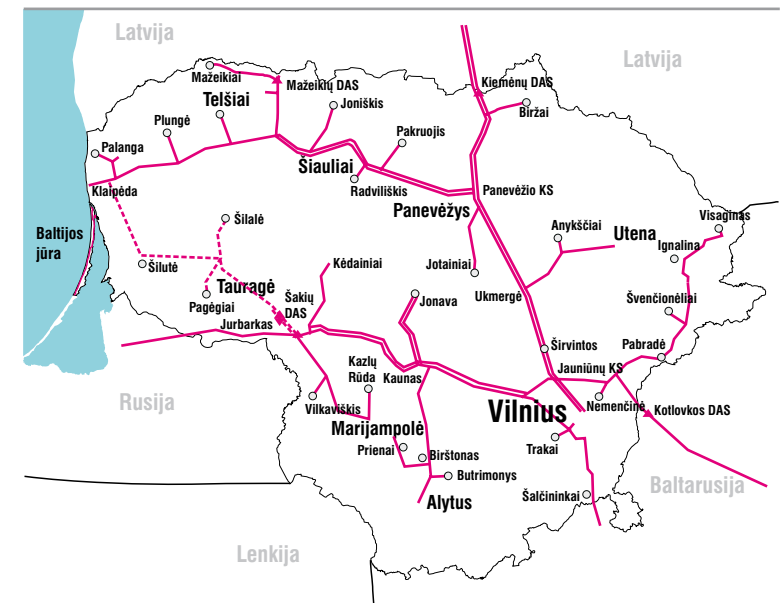 Latvija
Latvija
Mažeikiai
Mažeikių DAS
Kiemėnų DAS
Telšiai
Joniškis
Biržai
Plungė
Pakruojis
Palanga
Šiauliai
Klaipėda
Radviliškis
Panevėžio KS
Panevėžys
Visaginas
Šilalė
Anykščiai
Utena
Baltijos
jūra
Ignalina
Šilutė
Kėdainiai
Jotainiai
Tauragė
Ukmergė
Švenčionėliai
Pagėgiai
Šakių
DAS
Jonava
Jurbarkas
Širvintos
Pabradė
Kazlų
Rūda
Kaunas
Jauniūnų KS
Rusija
Vilkaviškis
Vilnius
Nemenčinė
Kotlovkos DAS
Marijampolė
Trakai
Prienai
Birštonas
Butrimonys
Baltarusija
Alytus
Šalčininkai
Lenkija